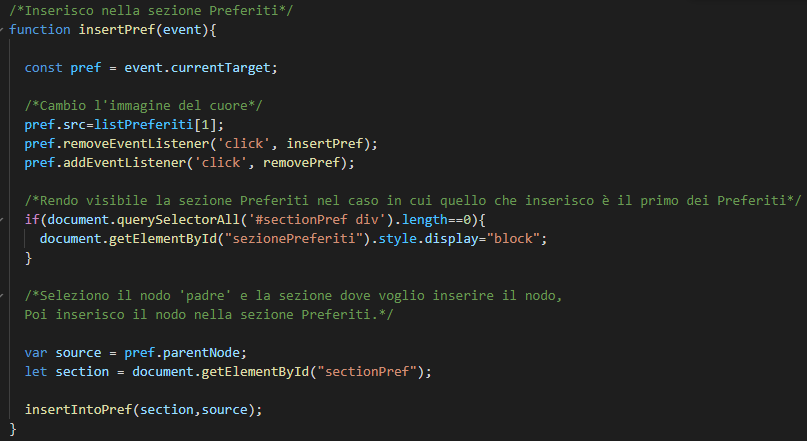 /*Inserisco nella sezione Preferiti*/
function insertPref(event){
const pref = event.currentTarget;
/*Cambio l'immagine del cuore*/
pref.src=listPreferiti[1];
pref.removeEventListener('click', insertPref);
pref.addEventListener('click', removePref);
/*Rendo visibile la sezione Preferiti nel caso in cui quello che inserisco è il primo dei Preferiti*/
if(document.querySelectorAll('#sectionPref div').length==0){
document.getElementById("sezionePreferiti").style.display="block";
}
/*Seleziono il nodo 'padre' e la sezione dove voglio inserire il nodo,
Poi inserisco il nodo nella sezione Preferiti.*/
var source = pref.parentNode;
let section = document.getElementById("sectionPref");
insertIntoPref(section,source);
}